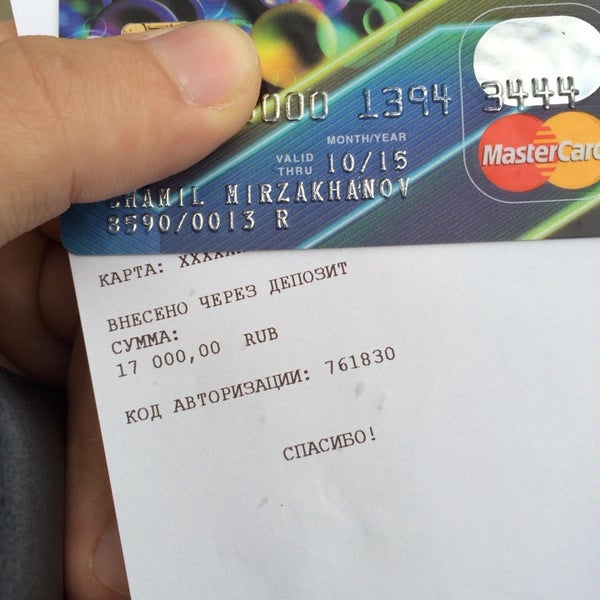 000 1394 3444
MONTH/YEAR
VALID THRU 10/15
SHAMIL MIRZAKHANOV
8590/0013 R
MasterCard
КАРТА:
ВНЕСЕНО ЧЕРЕЗ ДЕПОЗИТ
СУММА:
17 000,00 RUB
КОД АВТОРИЗАЦИИ: 761830
СПАСИБО!